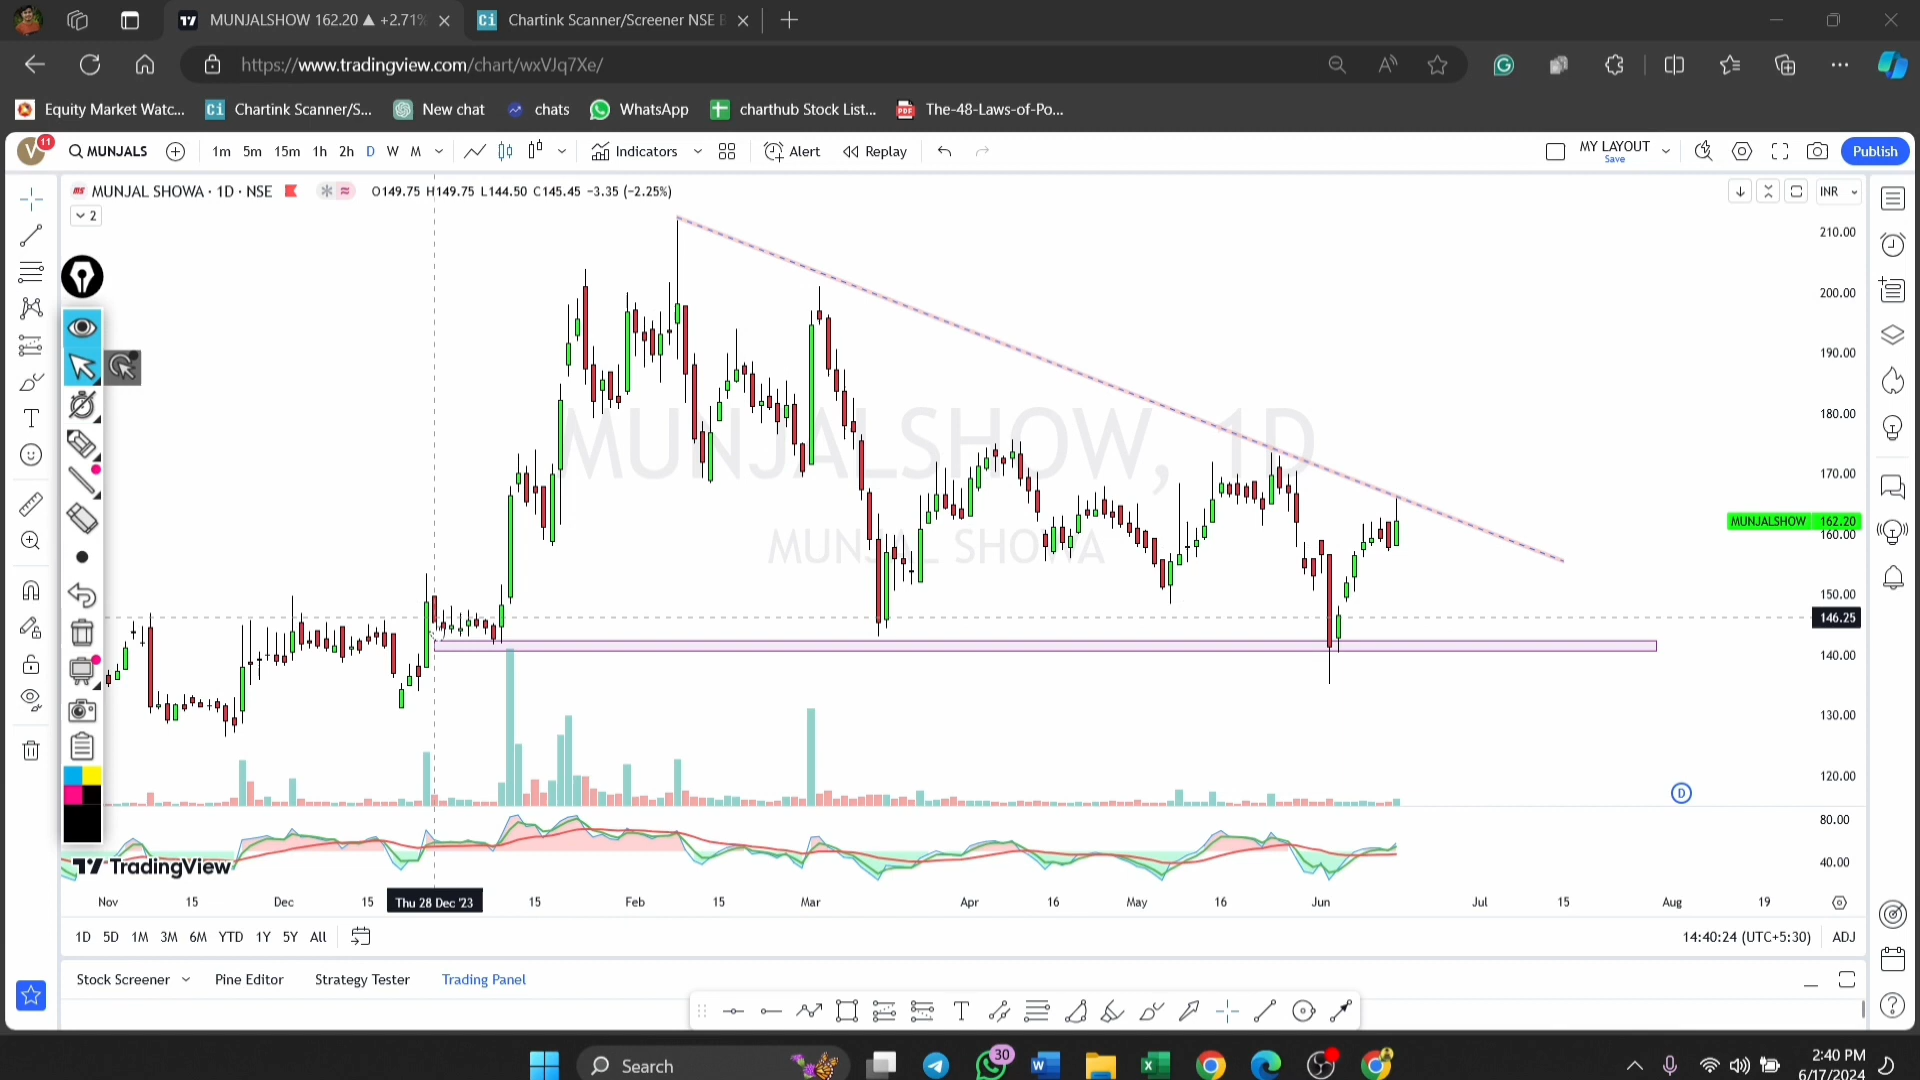 MUNJALSHOW 162.20 ▲ +2.71%
Chartink Scanner/Screener NSE B
https://www.tradingview.com/chart/wxVJq7Xe/
Equity Market Watc...
Chartink Scanner/S...
New chat
chats
WhatsApp
charthub Stock List...
The-48-Laws-of-Po...
V 11
MUNJALS
1m 5m 15m 1h 2h D W M
Indicators
Alert
Replay
MY LAYOUT
Save
Publish
MUNJAL SHOWA · 1D · NSE
O149.75 H149.75 L144.50 C145.45 −3.35 (−2.25%)
INR
2
210.00
200.00
190.00
180.00
170.00
MUNJALSHOW 162.20
160.00
150.00
146.25
140.00
130.00
120.00
80.00
40.00
MUNJALSHOW, 1D
MUNJAL SHOWA
D
TradingView
Nov 15 Dec 15 Thu 28 Dec '23 15 Feb 15 Mar Apr 16 May 16 Jun Jul 15 Aug 19
1D 5D 1M 3M 6M YTD 1Y 5Y All
14:40:24 (UTC+5:30) ADJ
Stock Screener
Pine Editor
Strategy Tester
Trading Panel
Search
30
2:40 PM
6/17/2024